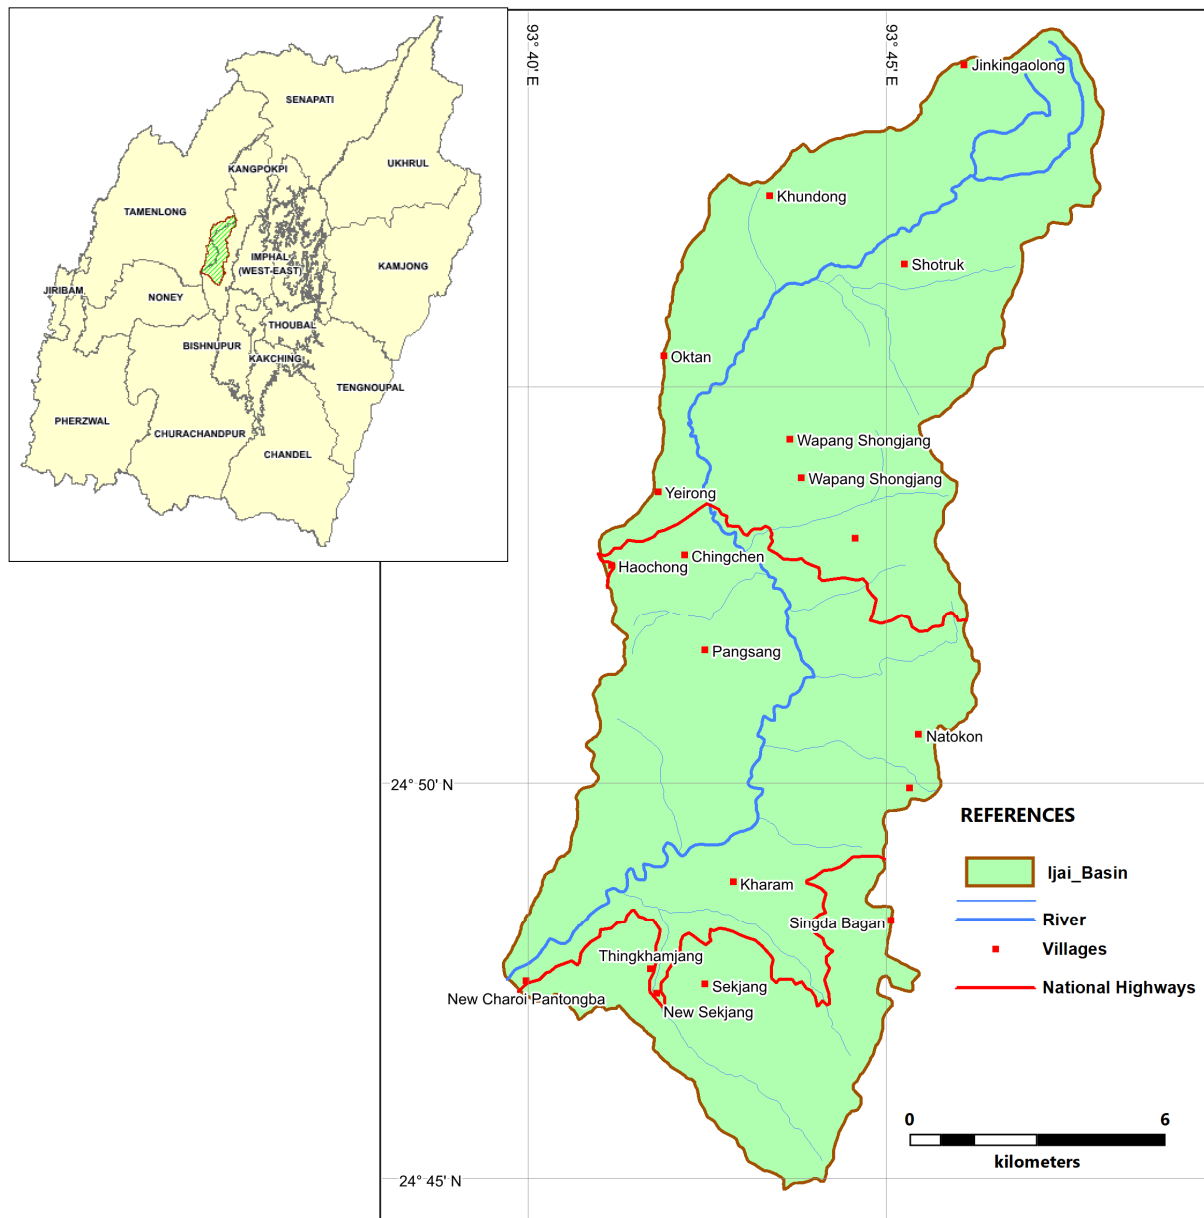 SENAPATI
UKHRUL
KANGPOKPI
TAMENLONG
IMPHAL
(WEST-EAST)
KAMJONG
JIRIBAM
NONEY
THOUBAL
BISHNUPUR
KAKCHING
TENGNOUPAL
PHERZWAL
CHURACHANDPUR
CHANDEL
93° 40' E
93° 45' E
Jinkingaolong
Khundong
Shotruk
Oktan
Wapang Shongjang
Wapang Shongjang
Yeirong
Chingchen
Haochong
Pangsang
Natokon
24° 50' N
REFERENCES
Ijai_Basin
River
Villages
National Highways
Kharam
Singda Bagan
Thingkhamjang
Sekjang
New Charoi Pantongba
New Sekjang
0 6
kilometers
24° 45' N